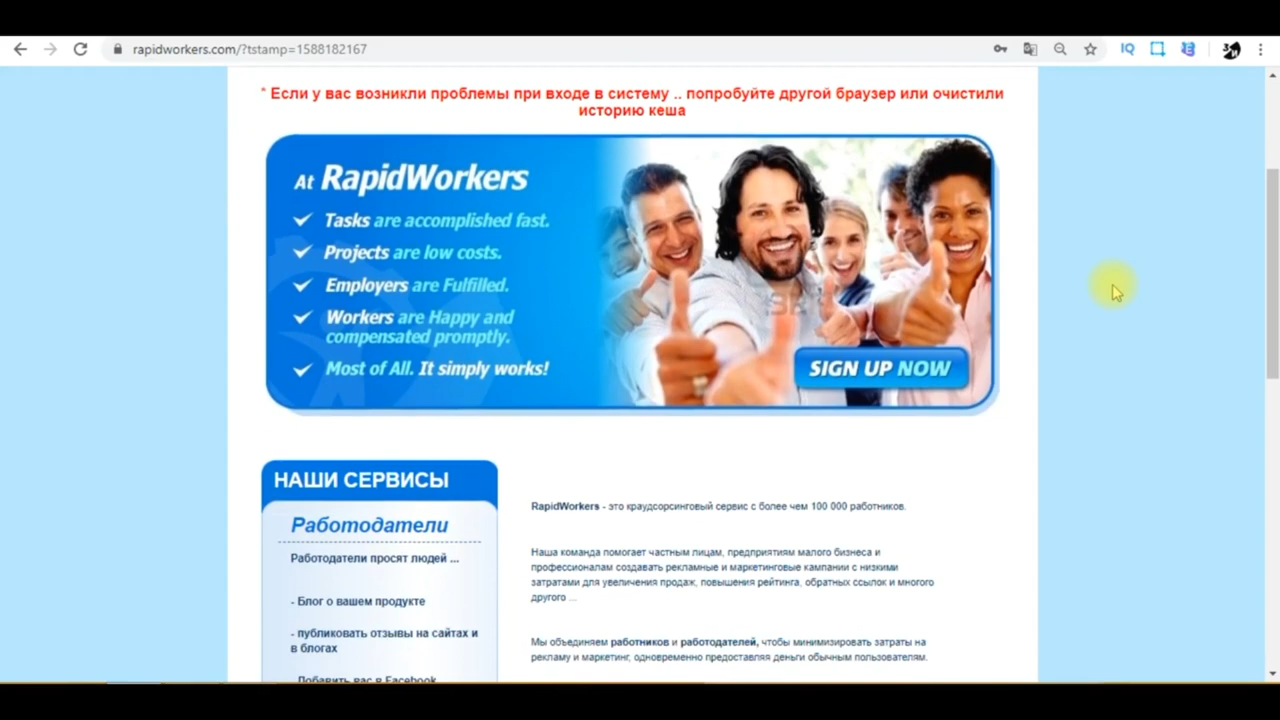 rapidworkers.com/?tstamp=1588182167
* Если у вас возникли проблемы при входе в систему .. попробуйте другой браузер или очистили
историю кеша
At RapidWorkers
Tasks are accomplished fast.
Projects are low costs.
Employers are Fulfilled.
Workers are Happy and
compensated promptly.
Most of All. It simply works!
SIGN UP NOW
НАШИ СЕРВИСЫ
Работодатели
Работодатели просят людей ...
- Блог о вашем продукте
- публиковать отзывы на сайтах и
в блогах
Добавить вас в Facebook
RapidWorkers - это краудсорсинговый сервис с более чем 100 000 работников.
Наша команда помогает частным лицам, предприятиям малого бизнеса и
профессионалам создавать рекламные и маркетинговые кампании с низкими
затратами для увеличения продаж, повышения рейтинга, обратных ссылок и многого
другого ...
Мы объединяем работников и работодателей, чтобы минимизировать затраты на
рекламу и маркетинг, одновременно предоставляя деньги обычным пользователям.
IQ